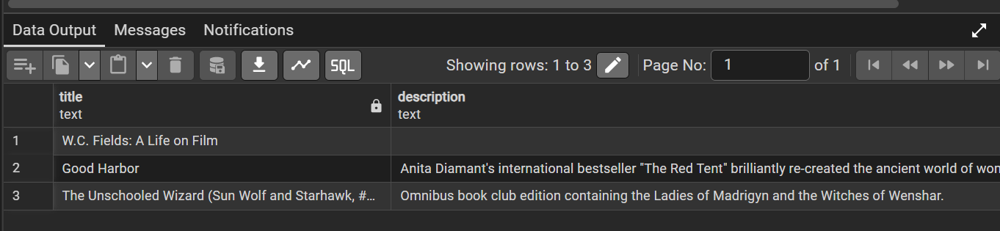 Data Output Messages Notifications
SQL Showing rows: 1 to 3 Page No: 1 of 1
title description
text text
1 W.C. Fields: A Life on Film
2 Good Harbor Anita Diamant's international bestseller "The Red Tent" brilliantly re-created the ancient world of
3 The Unschooled Wizard (Sun Wolf and Starhawk, #... Omnibus book club edition containing the Ladies of Madrigyn and the Witches of Wenshar.